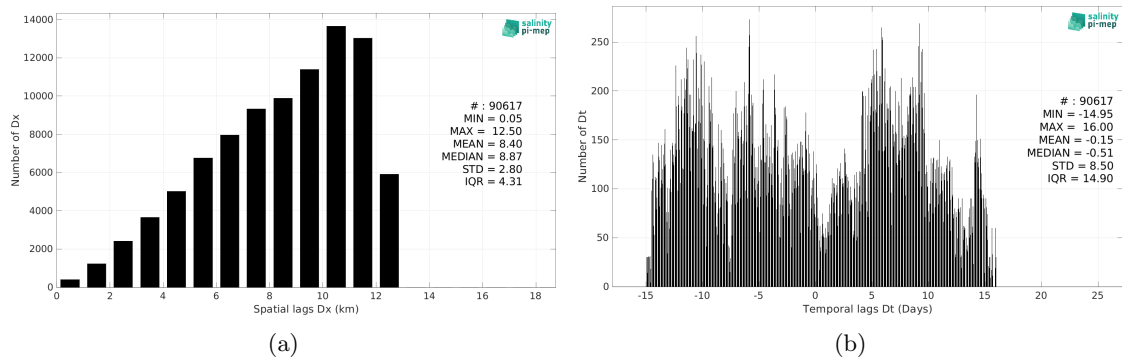 14000
12000
10000
8000
6000
4000
2000
0
Number of Dx
0 2 4 6 8 10 12 14 16 18
Spatial lags Dx (km)
salinity
pi-mep
# : 90617
MIN = 0.05
MAX = 12.50
MEAN = 8.40
MEDIAN = 8.87
STD = 2.80
IQR = 4.31
(a)
250
200
150
100
50
0
Number of Dt
-15 -10 -5 0 5 10 15 20 25
Temporal lags Dt (Days)
salinity
pi-mep
# : 90617
MIN = -14.95
MAX = 16.00
MEAN = -0.15
MEDIAN = -0.51
STD = 8.50
IQR = 14.90
(b)